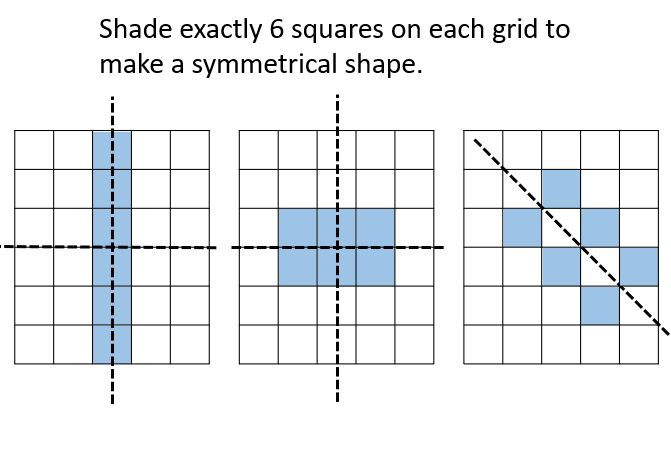 Shade exactly 6 squares on each grid to
make a symmetrical shape.